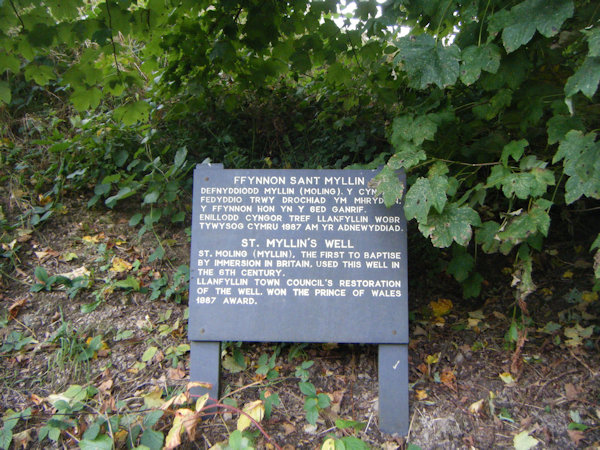 FFYNNON SANT MYLLIN
DEFNYDDIODD MYLLIN (MOLING), Y CYN
FEDYDDIO TRWY DROCHIAD YM MHRYDAIN
Y FFYNNON HON YN Y 6ED GANRIF.
ENILLODD CYNGOR TREF LLANFYLLIN WOBR
TYWYSOG CYMRU 1987 AM YR ADNEWYDDIAD.
ST. MYLLIN'S WELL
ST. MOLING (MYLLIN), THE FIRST TO BAPTISE
BY IMMERSION IN BRITAIN, USED THIS WELL IN
THE 6TH CENTURY.
LLANFYLLIN TOWN COUNCIL'S RESTORATION
OF THE WELL, WON THE PRINCE OF WALES
1987 AWARD.